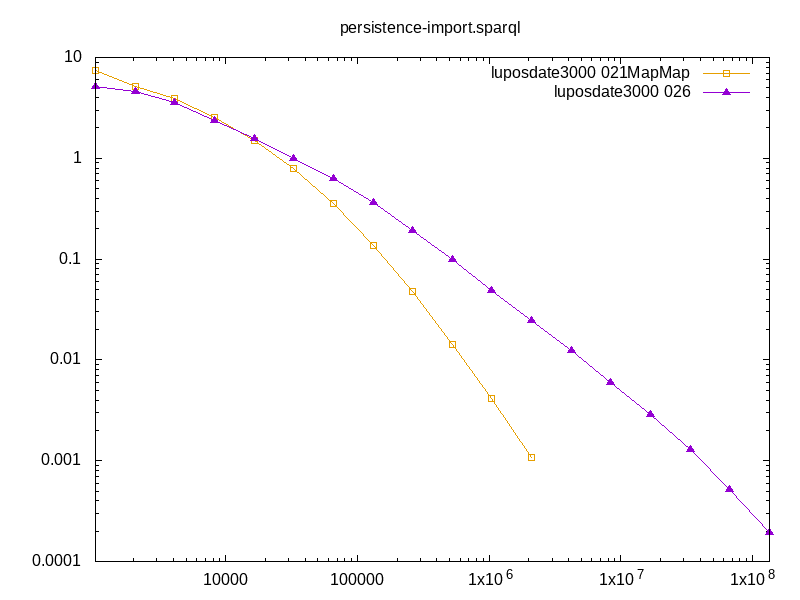 persistence-import.sparql
luposdate3000 021MapMap
luposdate3000 026
10
1
0.1
0.01
0.001
0.0001
10000 100000 1x10^6 1x10^7 1x10^8